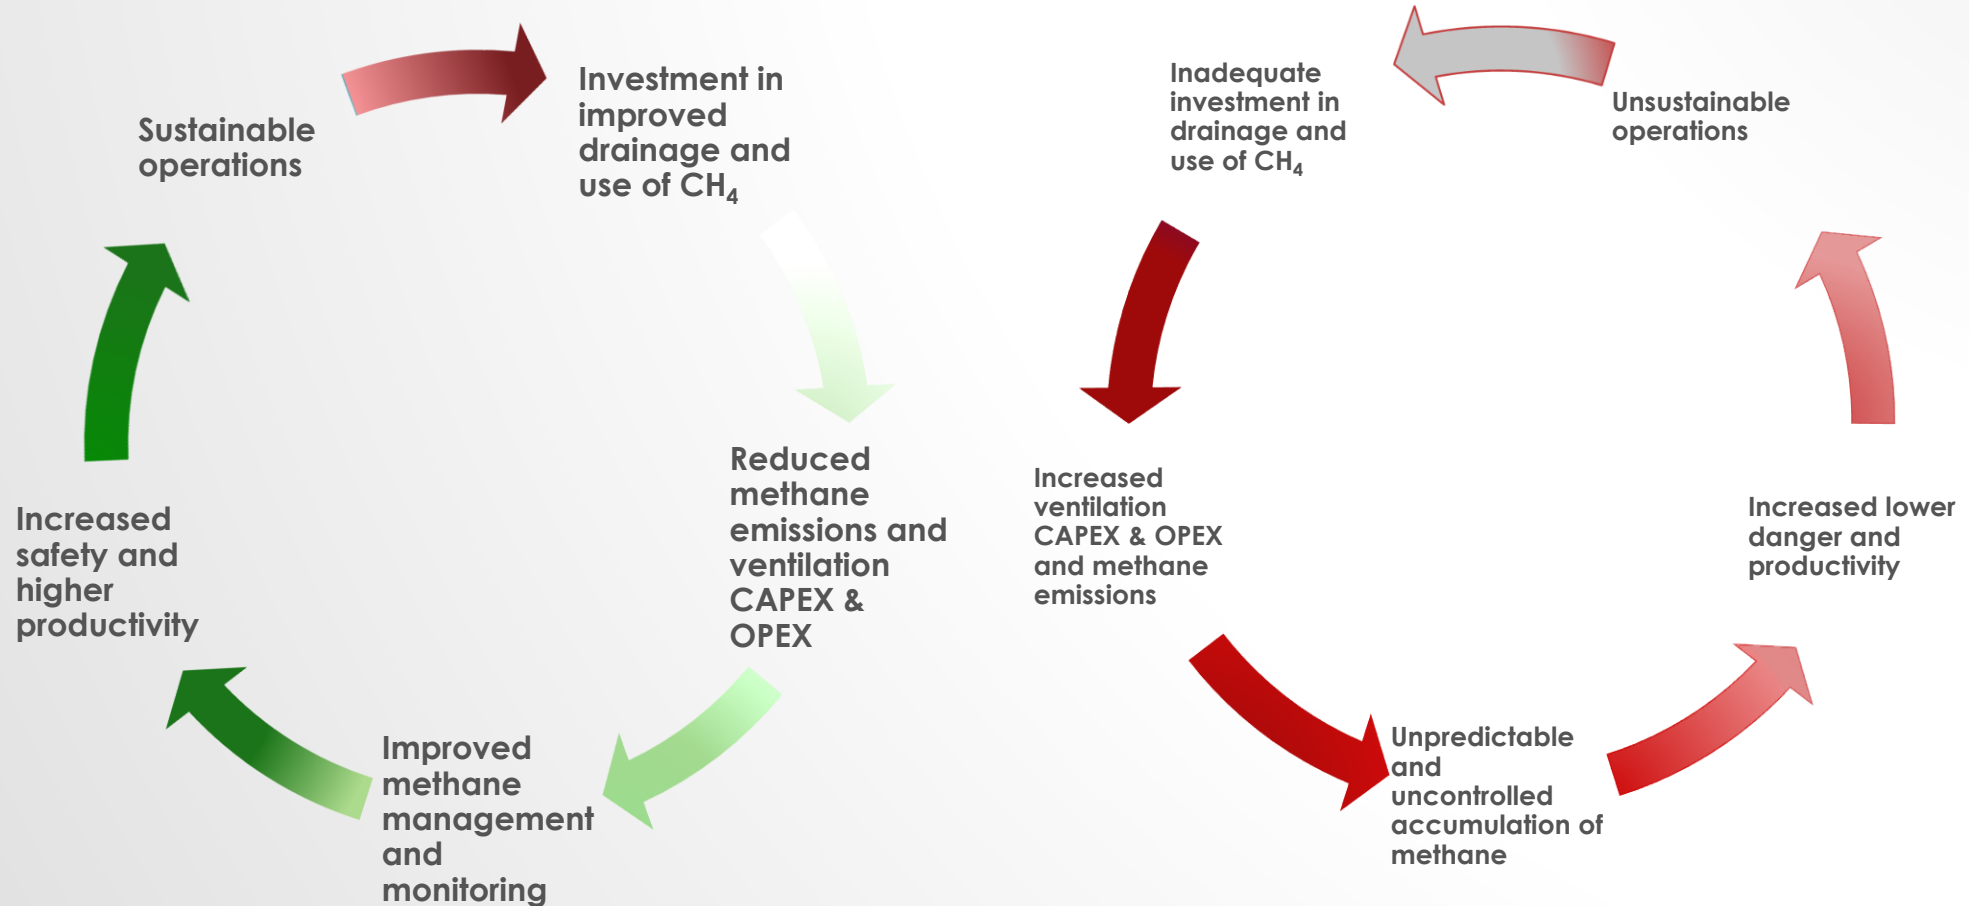 Sustainable
operations
Investment in
improved
drainage and
use of CH₄
Reduced
methane
emissions and
ventilation
CAPEX &
OPEX
Improved
methane
management
and
monitoring
Increased
safety and
higher
productivity
Inadequate
investment in
drainage and
use of CH₄
Increased
ventilation
CAPEX & OPEX
and methane
emissions
Unpredictable
and
uncontrolled
accumulation of
methane
Increased lower
danger and
productivity
Unsustainable
operations